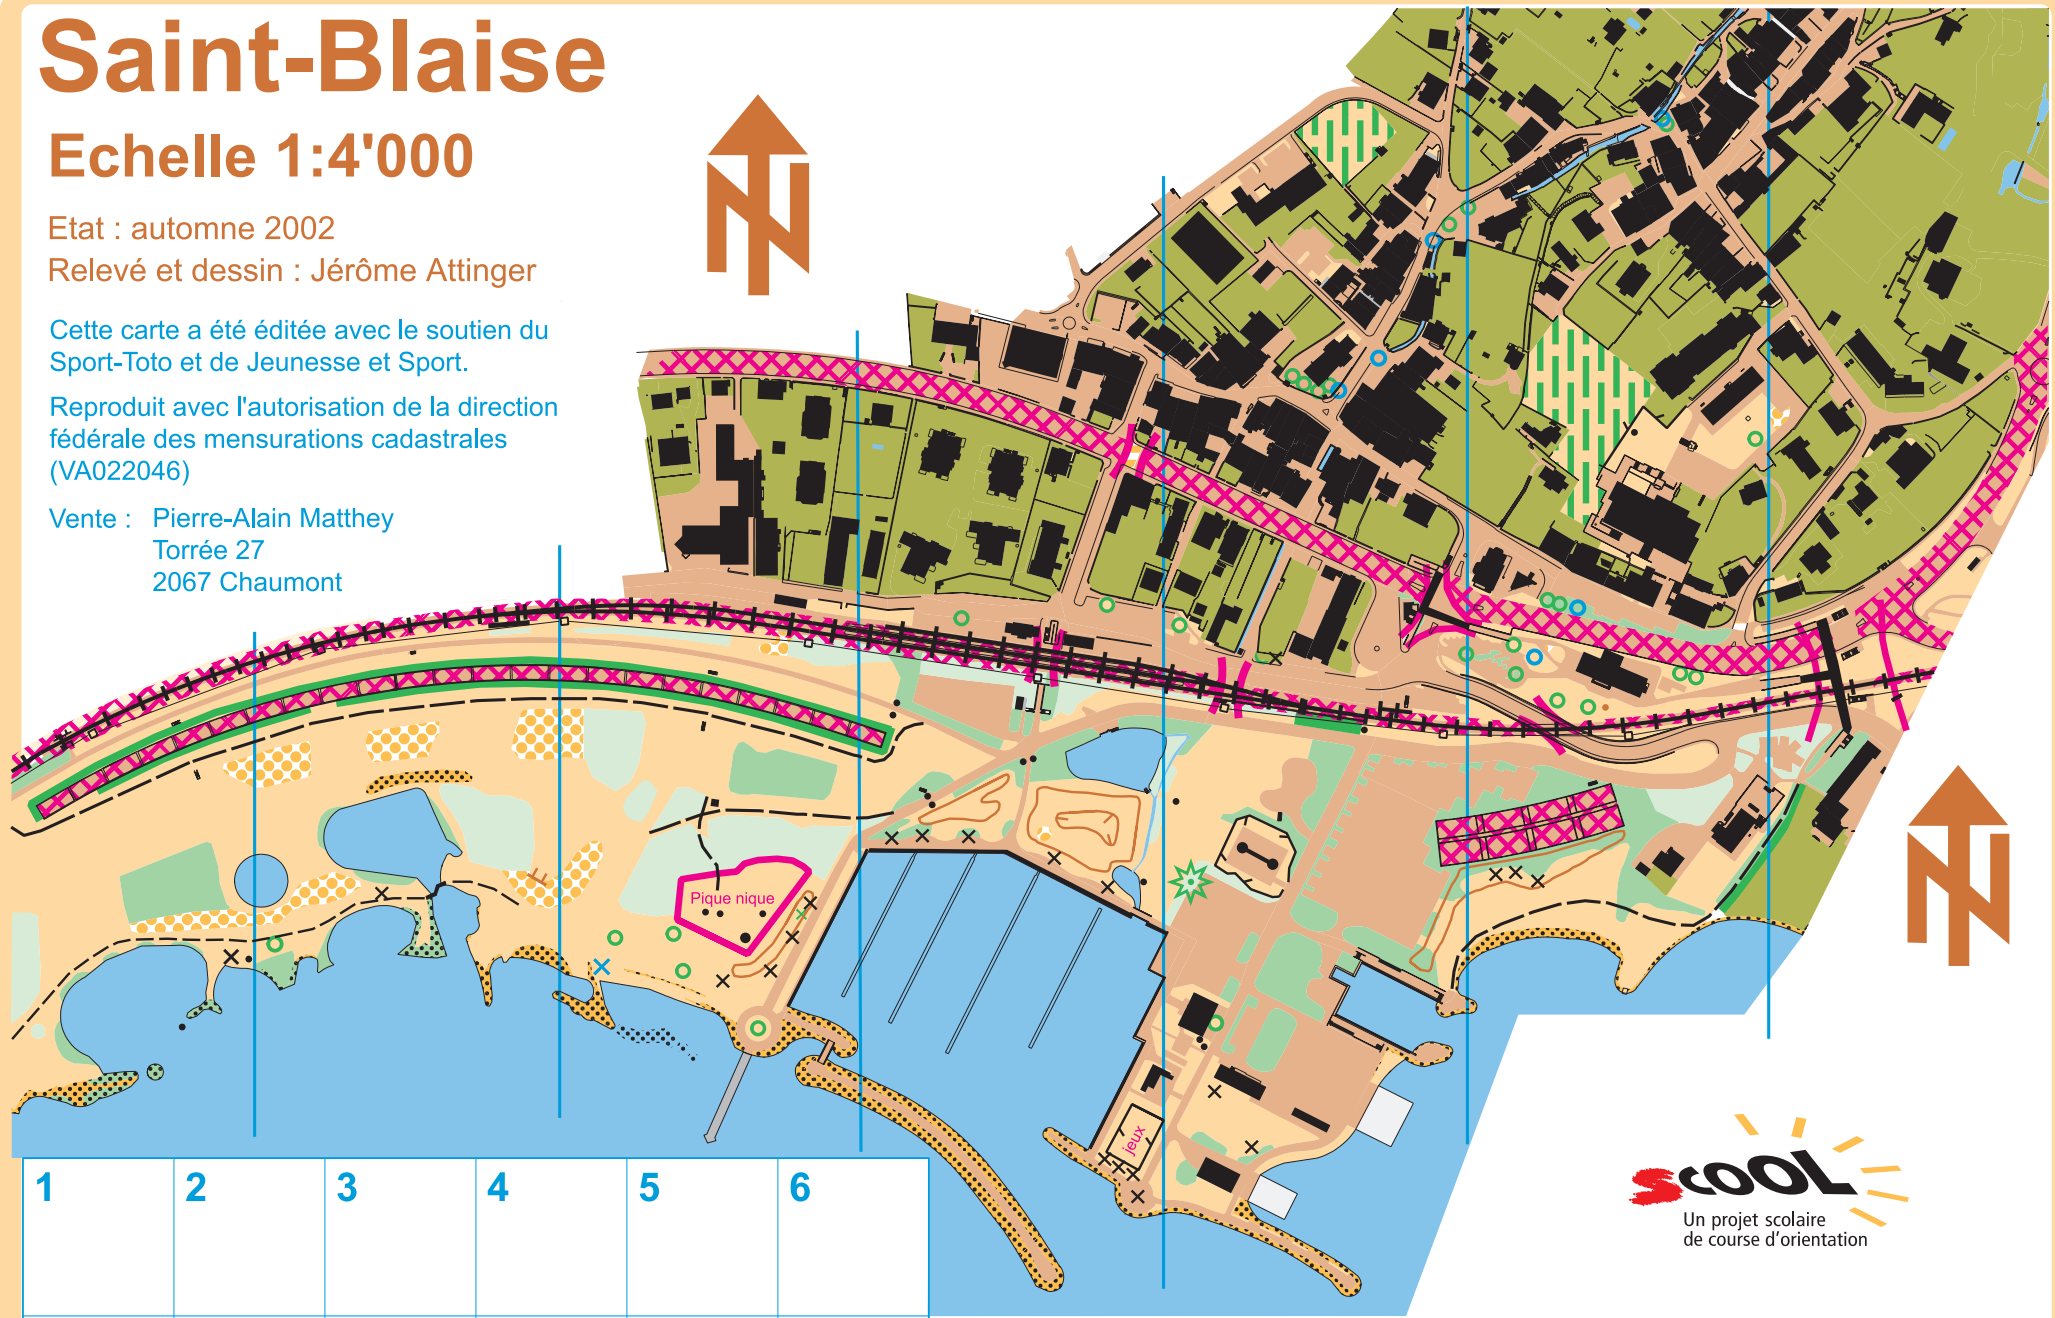 Saint-Blaise
Echelle 1:4'000
Etat : automne 2002
Relevé et dessin : Jérôme Attinger
Cette carte a été éditée avec le soutien du
Sport-Toto et de Jeunesse et Sport.
Reproduit avec l'autorisation de la direction
fédérale des mensurations cadastrales
(VA022046)
Vente : Pierre-Alain Matthey
Torrée 27
2067 Chaumont
N
Pique nique
N
jeux
1 2 3 4 5 6
scOOL
Un projet scolaire
de course d'orientation